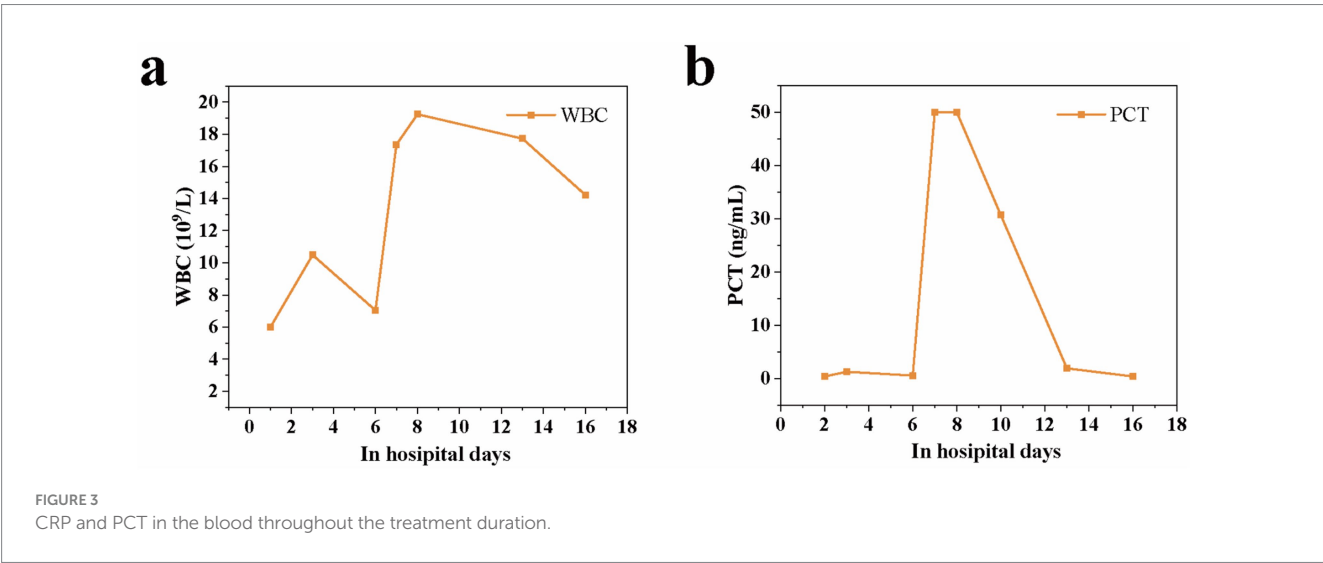 a
WBC
20
18
16
14
12
10
8
6
4
2
WBC (10⁹/L)
0 2 4 6 8 10 12 14 16 18
In hosipital days
b
PCT
50
40
30
20
10
0
PCT (ng/mL)
0 2 4 6 8 10 12 14 16 18
In hosipital days
FIGURE 3
CRP and PCT in the blood throughout the treatment duration.